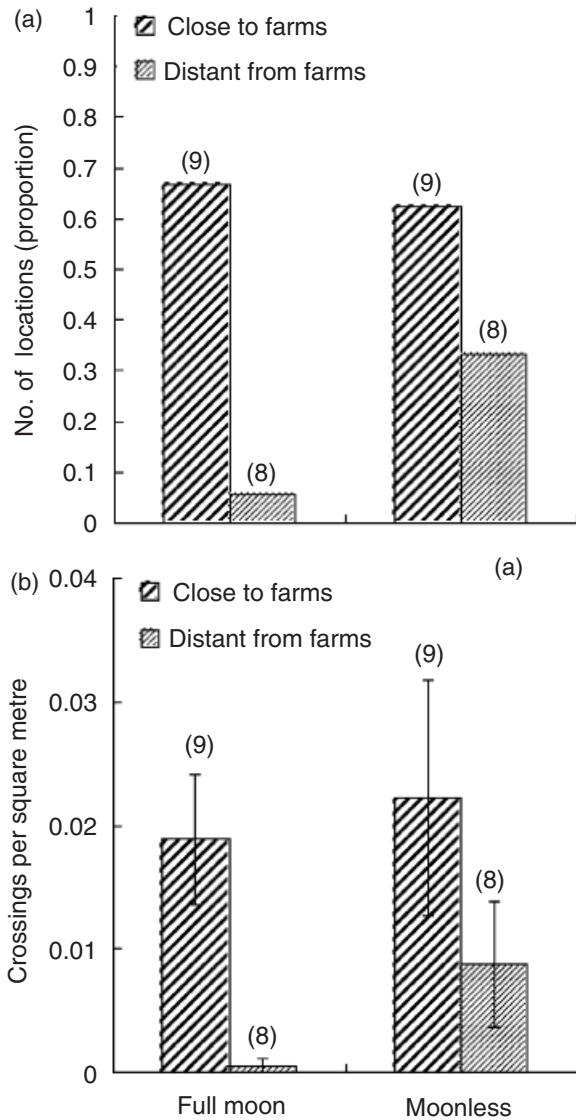 (a)
No. of locations (proportion)
1
0.9
0.8
0.7
0.6
0.5
0.4
0.3
0.2
0.1
0
Close to farms
Distant from farms
(9)
(8)
(9)
(8)
(a)
(b)
Crossings per square metre
0.04
0.03
0.02
0.01
0
Close to farms
Distant from farms
(9)
(8)
(9)
(8)
Full moon
Moonless